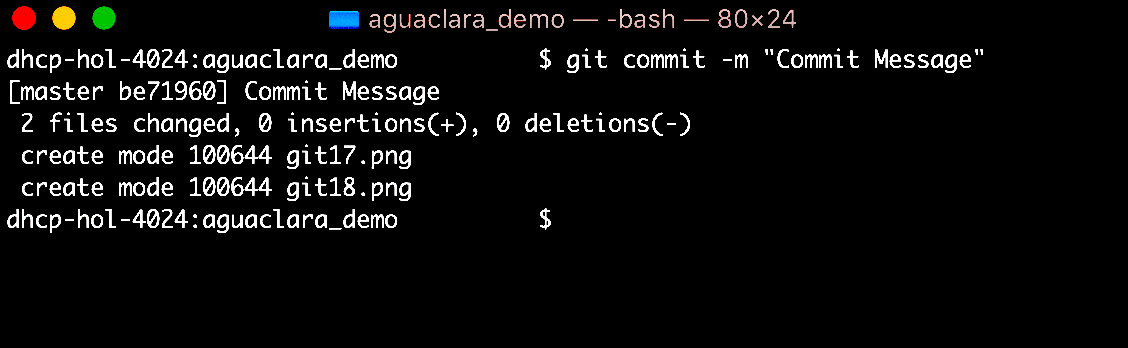 aguaclara_demo — -bash — 80×24
dhcp-hol-4024:aguaclara_demo $ git commit -m "Commit Message"
[master be71960] Commit Message
2 files changed, 0 insertions(+), 0 deletions(-)
create mode 100644 git17.png
create mode 100644 git18.png
dhcp-hol-4024:aguaclara_demo $